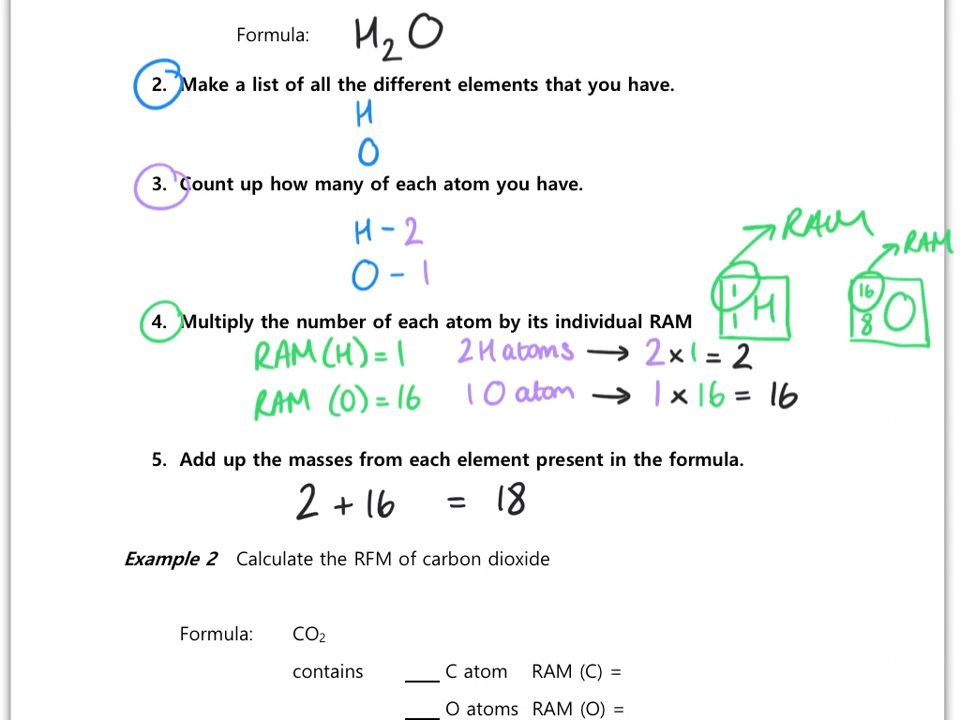 Formula: H2O
2. Make a list of all the different elements that you have.
H
O
3. Count up how many of each atom you have.
H - 2
O - 1
RAM
RAM
1
1 H
16
8 O
4. Multiply the number of each atom by its individual RAM
RAM (H) = 1 2 H atoms → 2 x 1 = 2
RAM (O) = 16 1 O atom → 1 x 16 = 16
5. Add up the masses from each element present in the formula.
2 + 16 = 18
Example 2 Calculate the RFM of carbon dioxide
Formula: CO₂
contains ___ C atom RAM (C) =
___ O atoms RAM (O) =